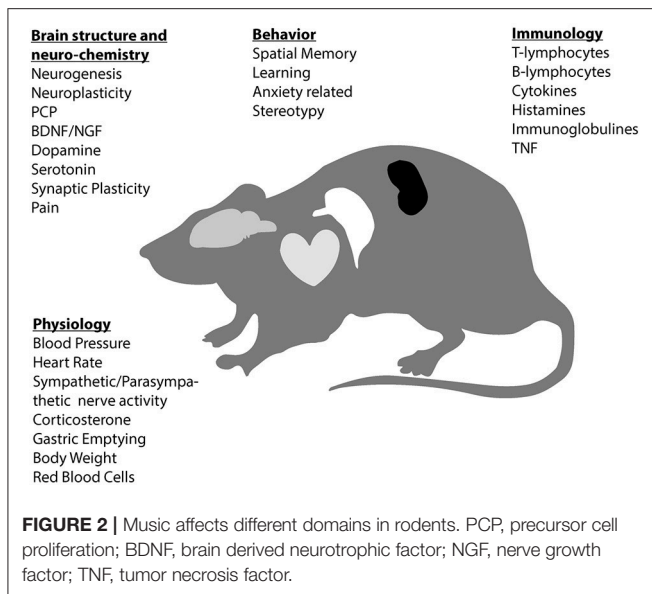 Brain structure and
neuro-chemistry
Neurogenesis
Neuroplasticity
PCP
BDNF/NGF
Dopamine
Serotonin
Synaptic Plasticity
Pain
Behavior
Spatial Memory
Learning
Anxiety related
Stereotypy
Immunology
T-lymphocytes
B-lymphocytes
Cytokines
Histamines
Immunoglobulines
TNF
Physiology
Blood Pressure
Heart Rate
Sympathetic/Parasympa-
thetic nerve activity
Corticosterone
Gastric Emptying
Body Weight
Red Blood Cells
FIGURE 2 | Music affects different domains in rodents. PCP, precursor cell
proliferation; BDNF, brain derived neurotrophic factor; NGF, nerve growth
factor; TNF, tumor necrosis factor.